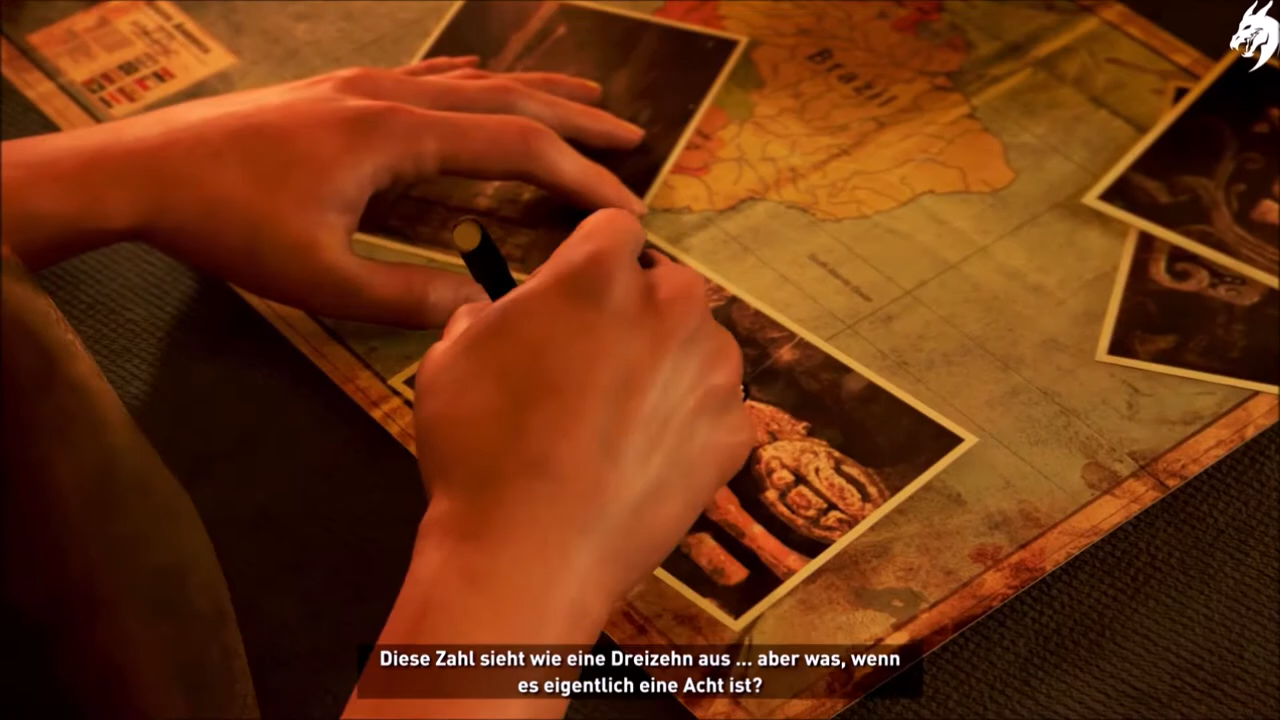 Brazil
Diese Zahl sieht wie eine Dreizehn aus ... aber was, wenn
es eigentlich eine Acht ist?